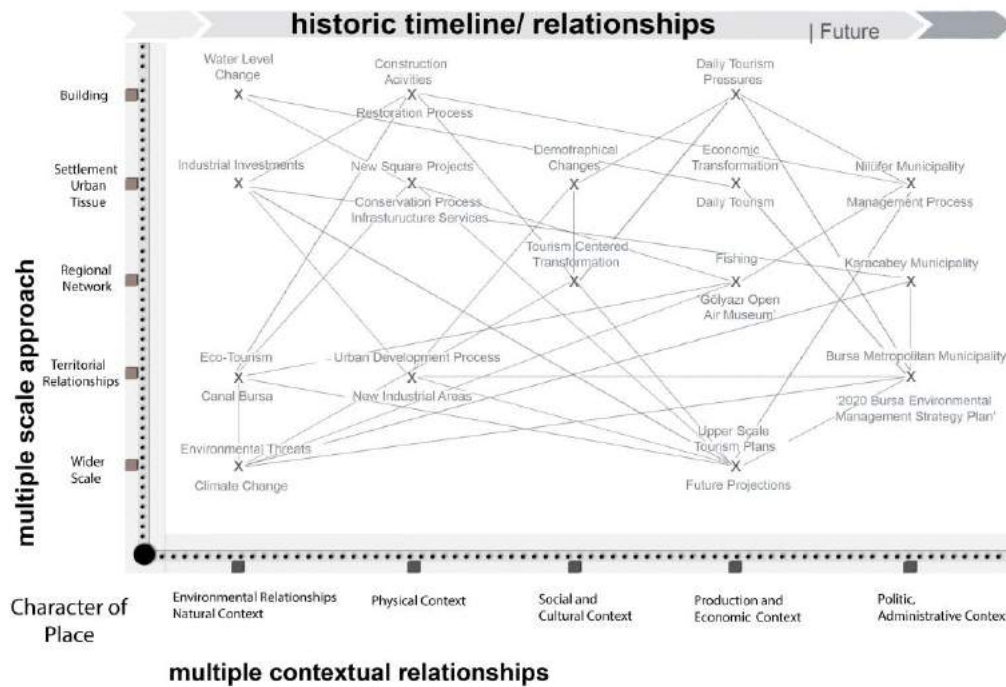 historic timeline/ relationships
| Future
multiple scale approach
Building
Water Level
Change
Construction
Acivities
Restoration Process
Daily Tourism
Pressures
Settlement
Urban
Tissue
Industrial Investments
New Square Projects
Conservation Process
Infrasturucture Services
Demofraphical
Changes
Economic
Transformation
Daily Tourism
Nilüfer Municipality
Management Process
Regional
Network
Tourism Centered
Transformation
Fishing
'Gölyazı Open
Air Museum'
Karacabey Municipality
Territorial
Relationships
Eco-Tourism
Canal Bursa
Urban Development Process
New Industrial Areas
Bursa Metropolitan Municipality
'2020 Bursa Environmental
Management Strategy Plan'
Wider
Scale
Environmental Threats
Climate Change
Upper Scale
Tourism Plans
Future Projections
Character of
Place
Environmental Relationships
Natural Context
Physical Context
Social and
Cultural Context
Production and
Economic Context
Politic,
Administrative Context
multiple contextual relationships